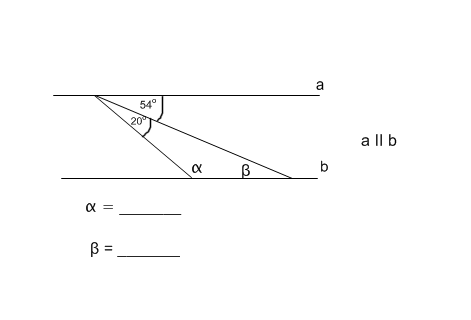 a
54°
20°
a ll b
α β b
α = _______
β = _______